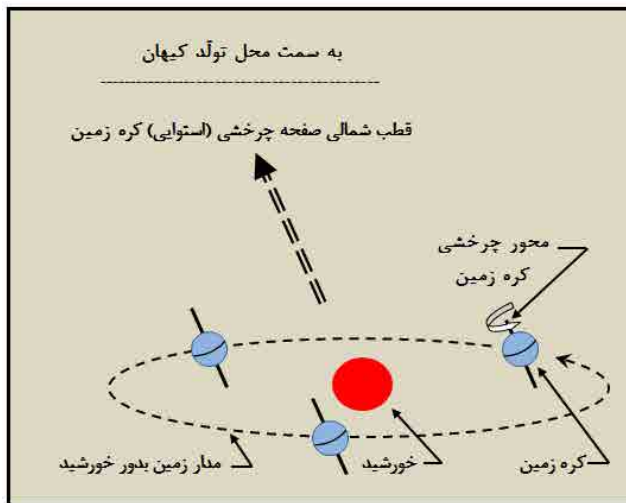 به سمت محل تولّد کیهان
قطب شمالی صفحه چرخشی (استوایی) کره زمین
محور چرخشی
کره زمین
مدار زمین بدور خورشید
خورشید
کره زمین